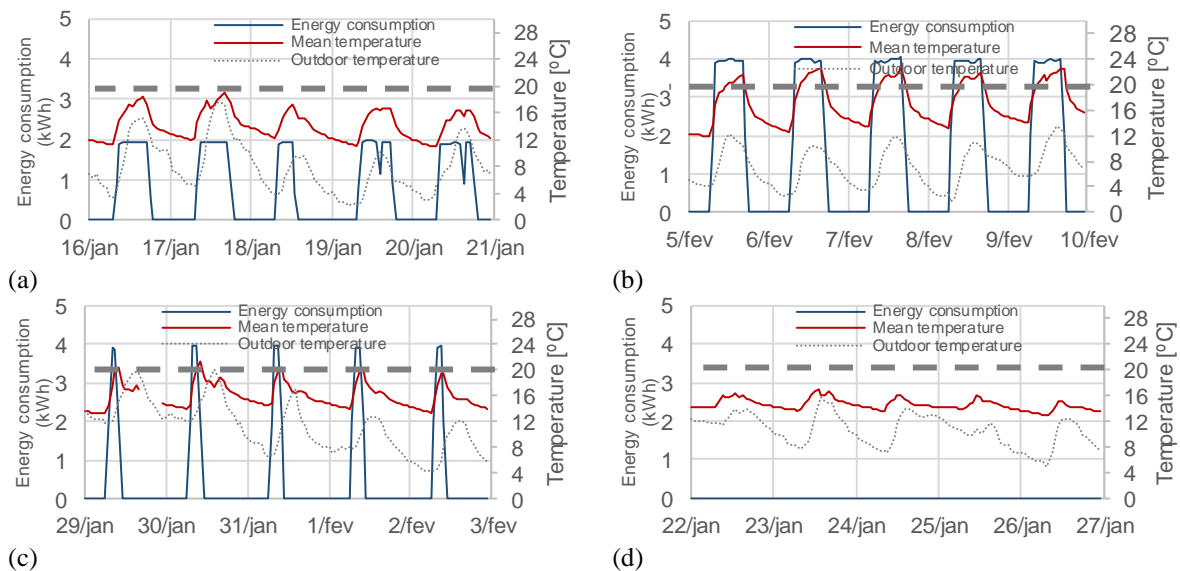 Energy consumption
Mean temperature
Outdoor temperature
Energy consumption
(kWh)
5
4
3
2
1
0
28
24
20
16
12
8
4
0
Temperature [ºC]
16/jan 17/jan 18/jan 19/jan 20/jan 21/jan
(a)
Energy consumption
Mean temperature
Outdoor temperature
Energy consumption
(kWh)
5
4
3
2
1
0
28
24
20
16
12
8
4
0
Temperature [ºC]
5/fev 6/fev 7/fev 8/fev 9/fev 10/fev
(b)
Energy consumption
Mean temperature
Outdoor temperature
Energy consumption
(kWh)
5
4
3
2
1
0
28
24
20
16
12
8
4
0
Temperature [ºC]
29/jan 30/jan 31/jan 1/fev 2/fev 3/fev
(c)
Energy consumption
Mean temperature
Outdoor temperature
Energy consumption
(kWh)
5
4
3
2
1
0
28
24
20
16
12
8
4
0
Temperature [ºC]
22/jan 23/jan 24/jan 25/jan 26/jan 27/jan
(d)